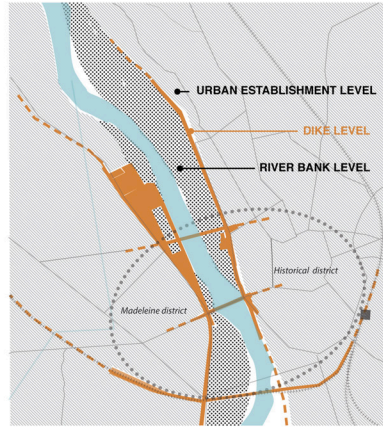 URBAN ESTABLISHMENT LEVEL
DIKE LEVEL
RIVER BANK LEVEL
Historical district
Madeleine district